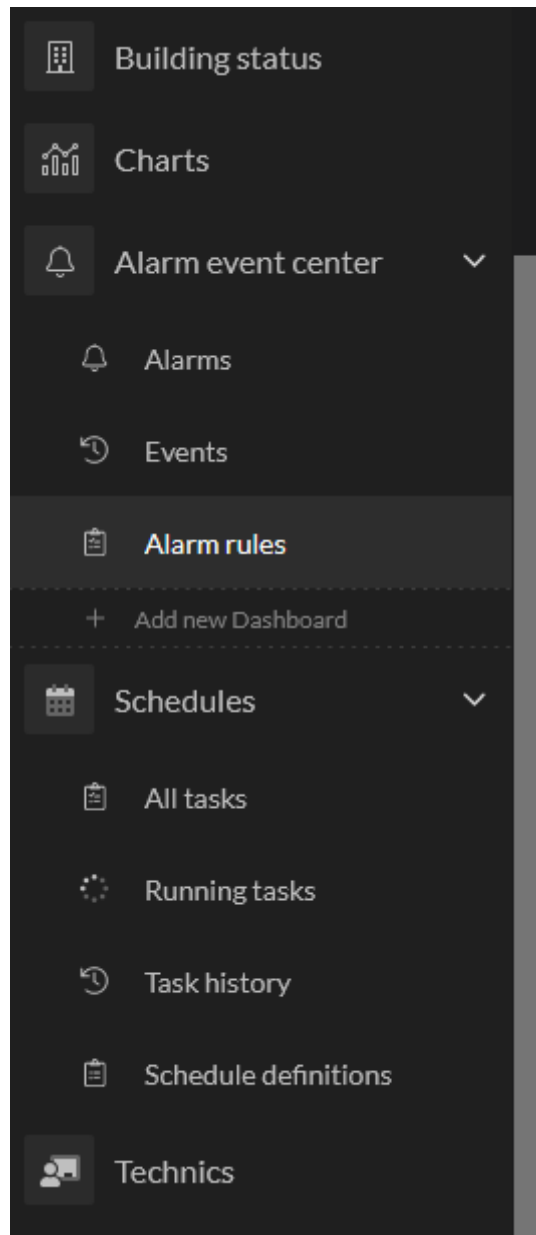 Building status
Charts
Alarm event center
Alarms
Events
Alarm rules
+ Add new Dashboard
Schedules
All tasks
Running tasks
Task history
Schedule definitions
Technics